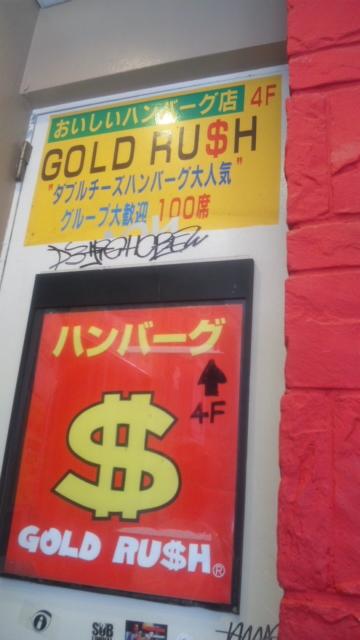 おいしいハンバーグ店 4F
GOLD RU$H
"ダブルチーズハンバーグ大人気"
グループ大歓迎 100席
ハンバーグ
4F
$
GOLD RU$H®
i
SUB